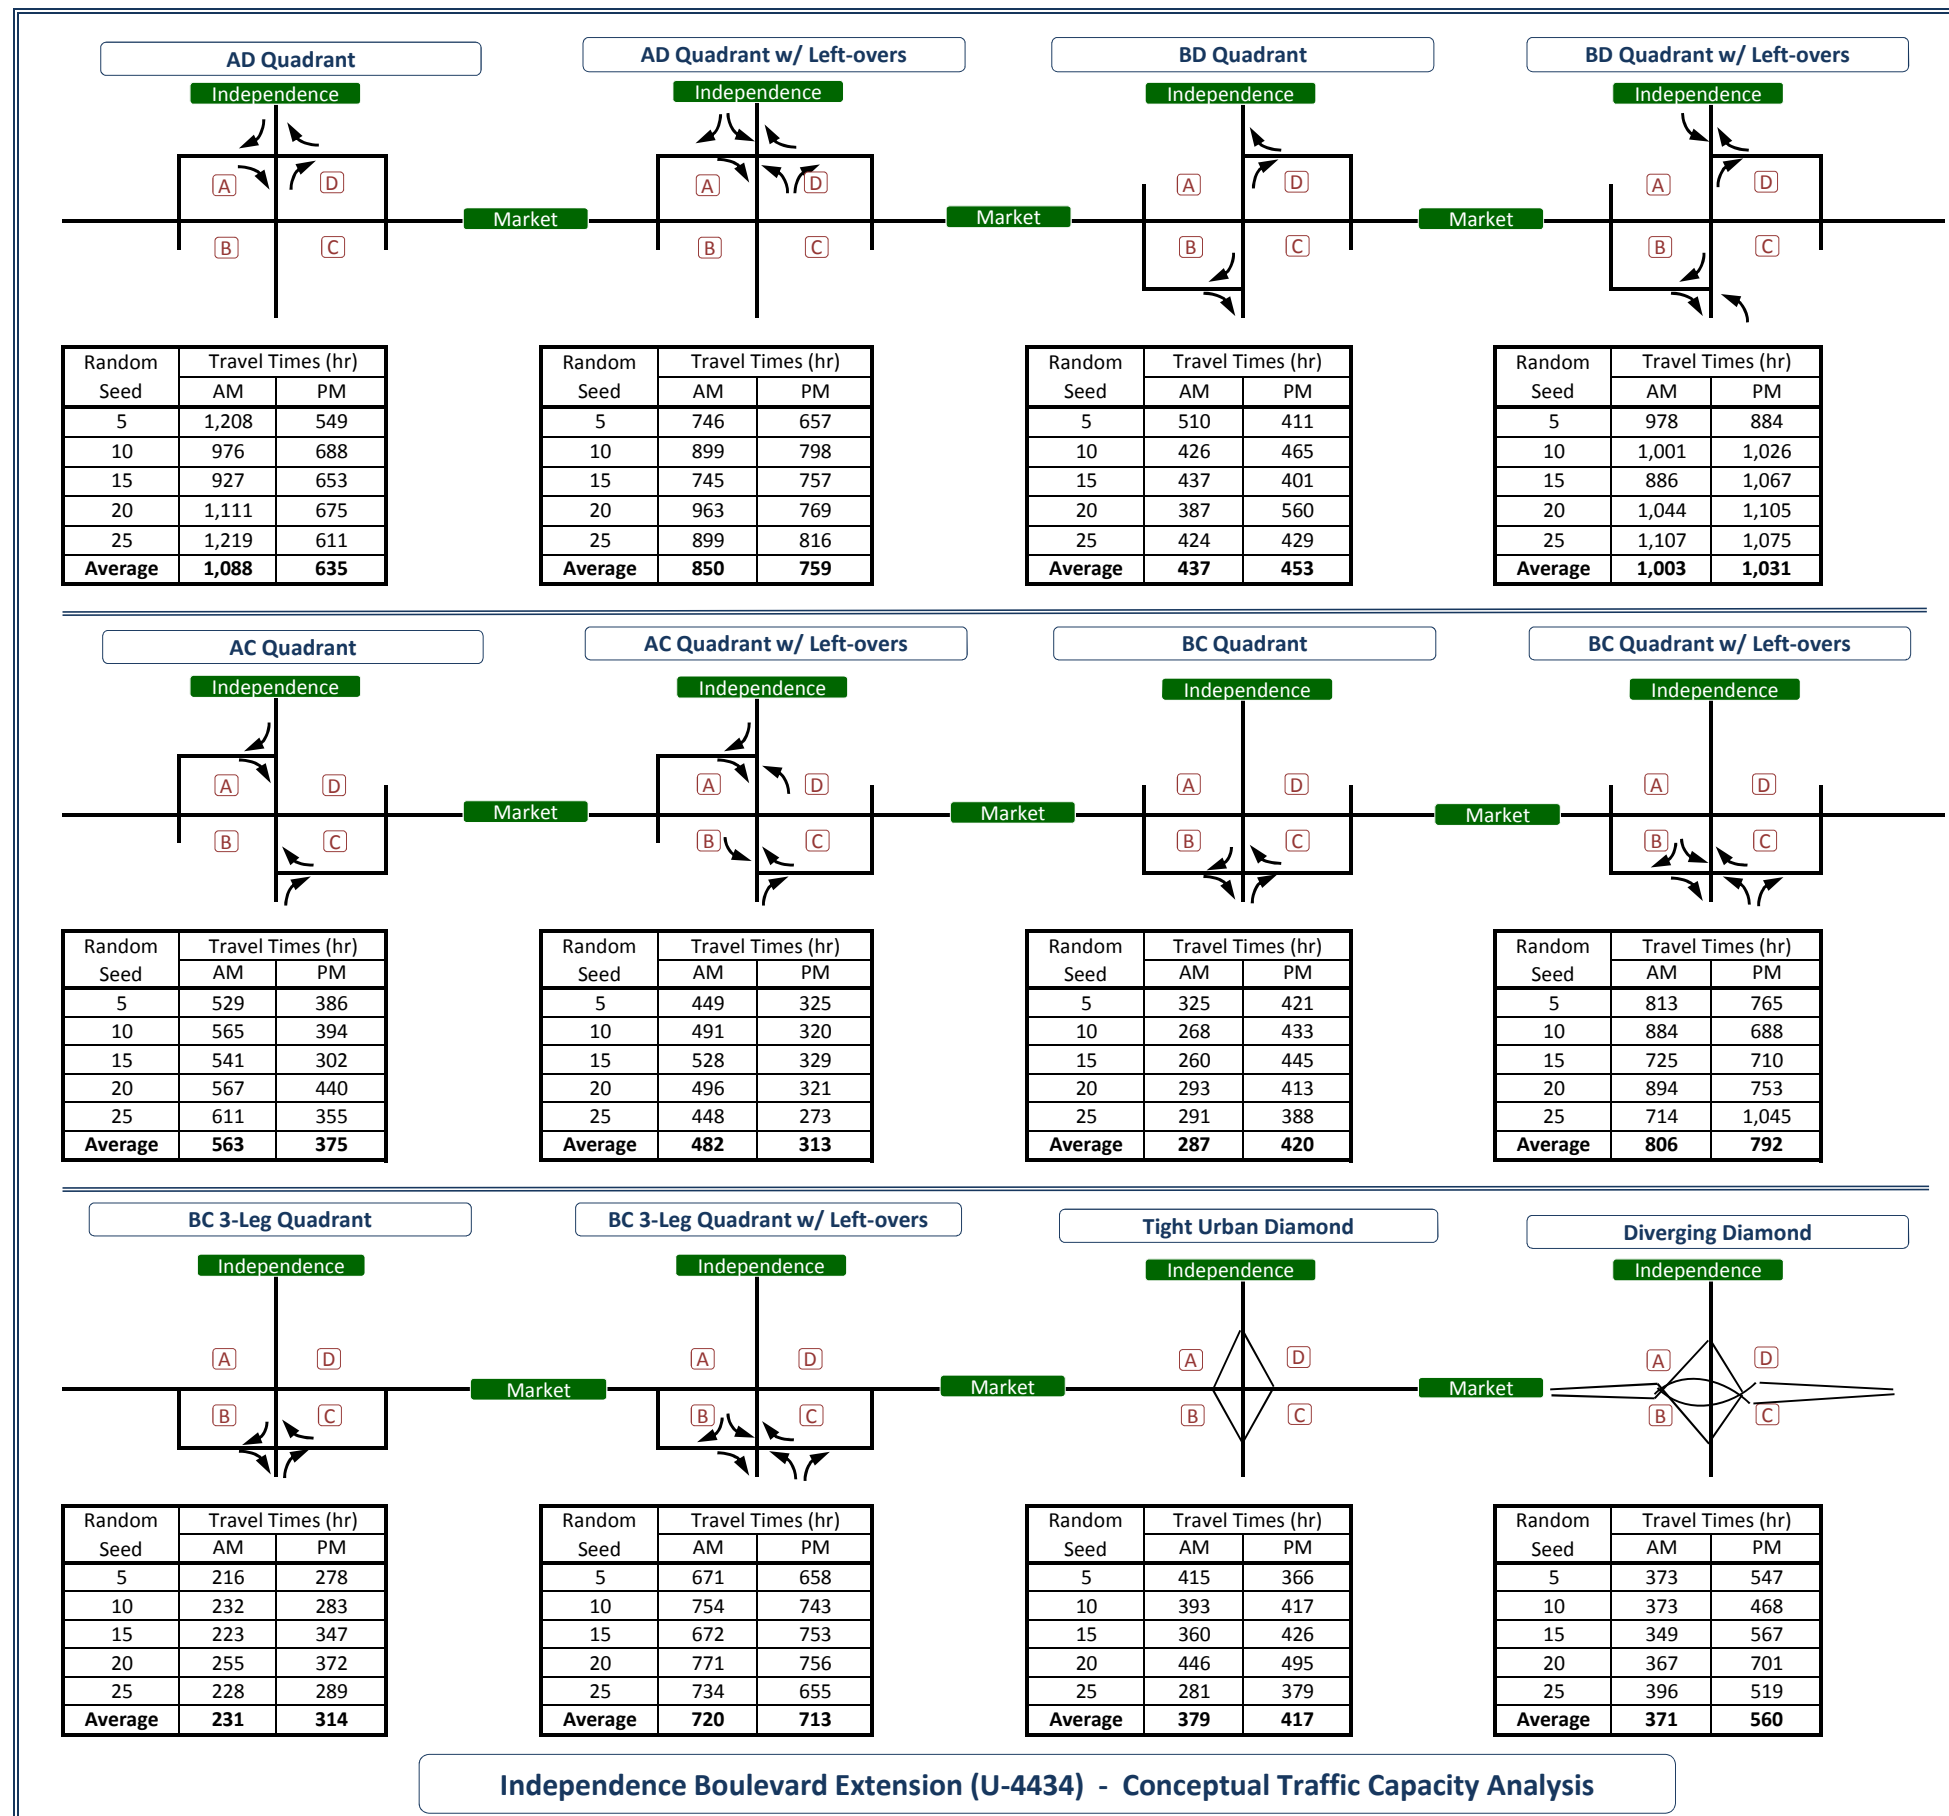 AD Quadrant AD Quadrant w/ Left-overs BD Quadrant BD Quadrant w/ Left-overs
Independence Independence Independence Independence
A D A D A D A D
Market Market Market
B C B C B C B C
Random Travel Times (hr) Random Travel Times (hr) Random Travel Times (hr) Random Travel Times (hr)
Seed AM PM Seed AM PM Seed AM PM Seed AM PM
5 1,208 549 5 746 657 5 510 411 5 978 884
10 976 688 10 899 798 10 426 465 10 1,001 1,026
15 927 653 15 745 757 15 437 401 15 886 1,067
20 1,111 675 20 963 769 20 387 560 20 1,044 1,105
25 1,219 611 25 899 816 25 424 429 25 1,107 1,075
Average 1,088 635 Average 850 759 Average 437 453 Average 1,003 1,031
AC Quadrant AC Quadrant w/ Left-overs BC Quadrant BC Quadrant w/ Left-overs
Independence Independence Independence Independence
A D A D A D A D
Market Market Market
B C B C B C B C
Random Travel Times (hr) Random Travel Times (hr) Random Travel Times (hr) Random Travel Times (hr)
Seed AM PM Seed AM PM Seed AM PM Seed AM PM
5 529 386 5 449 325 5 325 421 5 813 765
10 565 394 10 491 320 10 268 433 10 884 688
15 541 302 15 528 329 15 260 445 15 725 710
20 567 440 20 496 321 20 293 413 20 894 753
25 611 355 25 448 273 25 291 388 25 714 1,045
Average 563 375 Average 482 313 Average 287 420 Average 806 792
BC 3-Leg Quadrant BC 3-Leg Quadrant w/ Left-overs Tight Urban Diamond Diverging Diamond
Independence Independence Independence Independence
A D A D A D A D
Market Market Market
B C B C B C B C
Random Travel Times (hr) Random Travel Times (hr) Random Travel Times (hr) Random Travel Times (hr)
Seed AM PM Seed AM PM Seed AM PM Seed AM PM
5 216 278 5 671 658 5 415 366 5 373 547
10 232 283 10 754 743 10 393 417 10 373 468
15 223 347 15 672 753 15 360 426 15 349 567
20 255 372 20 771 756 20 446 495 20 367 701
25 228 289 25 734 655 25 281 379 25 396 519
Average 231 314 Average 720 713 Average 379 417 Average 371 560
Independence Boulevard Extension (U-4434) - Conceptual Traffic Capacity Analysis